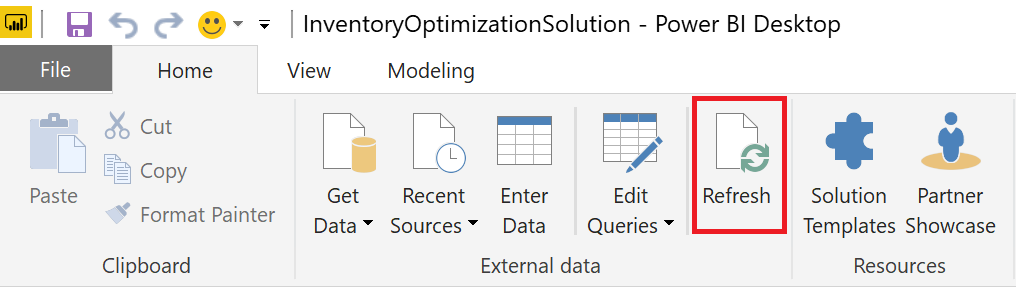 InventoryOptimizationSolution - Power BI Desktop
File Home View Modeling
Paste
Cut
Copy
Format Painter
Clipboard
Get
Data
Recent
Sources
Enter
Data
Edit
Queries
Refresh
External data
Solution
Templates
Partner
Showcase
Resources